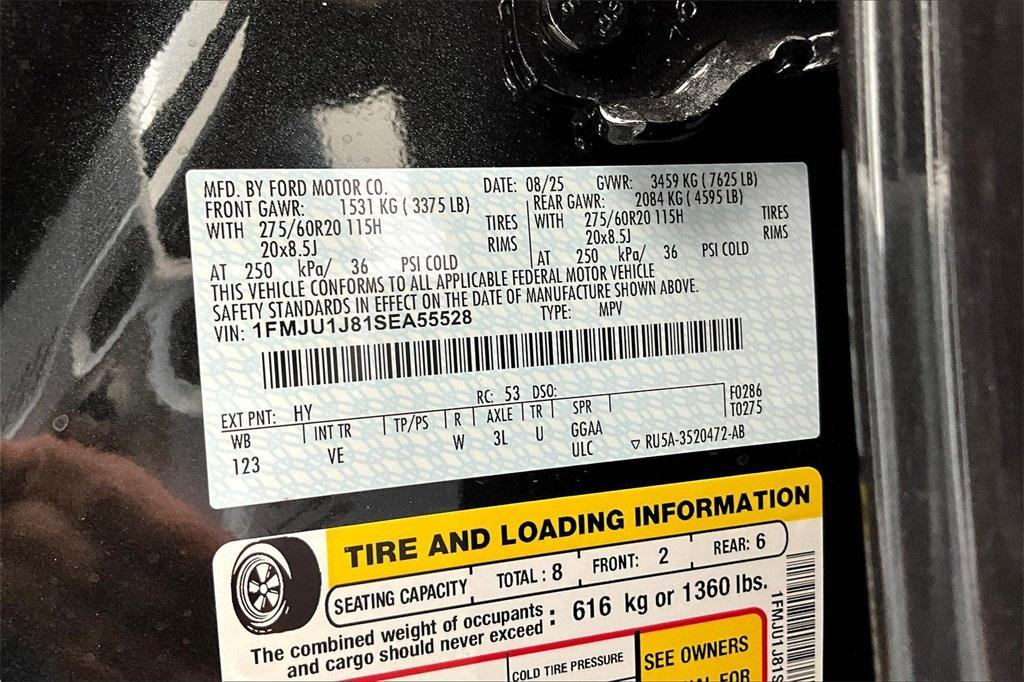 MFD. BY FORD MOTOR CO. DATE: 08/25 GVWR: 3459 KG ( 7625 LB)
FRONT GAWR: 1531 KG ( 3375 LB) REAR GAWR: 2084 KG ( 4595 LB)
WITH 275/60R20 115H TIRES WITH 275/60R20 115H TIRES
20x8.5J RIMS 20x8.5J RIMS
AT 250 kPa/ 36 PSI COLD AT 250 kPa/ 36 PSI COLD
THIS VEHICLE CONFORMS TO ALL APPLICABLE FEDERAL MOTOR VEHICLE
SAFETY STANDARDS IN EFFECT ON THE DATE OF MANUFACTURE SHOWN ABOVE.
VIN: 1FMJU1J81SEA55528 TYPE: MPV
EXT PNT: HY RC: 53 DSO: F0286
WB INT TR TP/PS R AXLE TR SPR T0275
123 VE W 3L U GGAA
ULC ▽ RU5A-3520472-AB
TIRE AND LOADING INFORMATION
SEATING CAPACITY TOTAL : 8 FRONT: 2 REAR: 6
The combined weight of occupants
and cargo should never exceed : 616 kg or 1360 lbs.
COLD TIRE PRESSURE SEE OWNERS
FOR
1FMJU1J81S